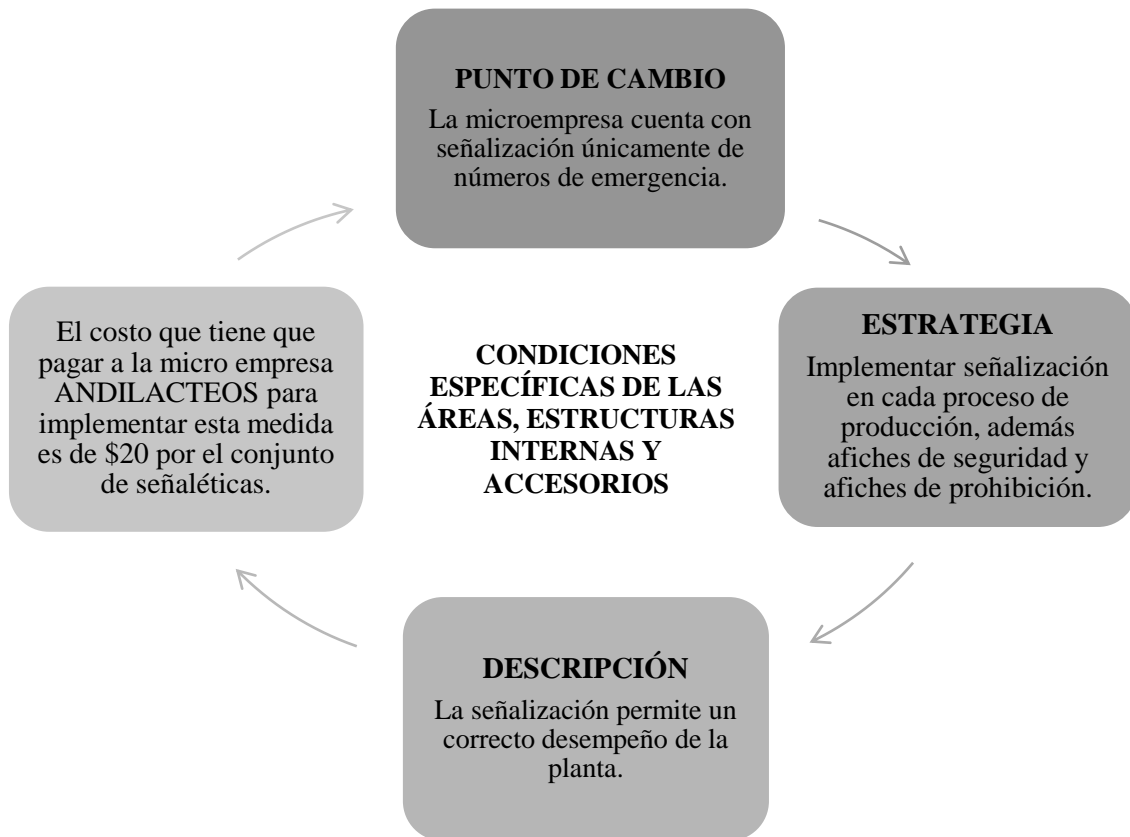 PUNTO DE CAMBIO
La microempresa cuenta con
señalización únicamente de
números de emergencia.
ESTRATEGIA
Implementar señalización
en cada proceso de
producción, además
afiches de seguridad y
afiches de prohibición.
DESCRIPCIÓN
La señalización permite un
correcto desempeño de la
planta.
El costo que tiene que
pagar a la micro empresa
ANDILACTEOS para
implementar esta medida
es de $20 por el conjunto
de señaléticas.
CONDICIONES
ESPECÍFICAS DE LAS
ÁREAS, ESTRUCTURAS
INTERNAS Y
ACCESORIOS